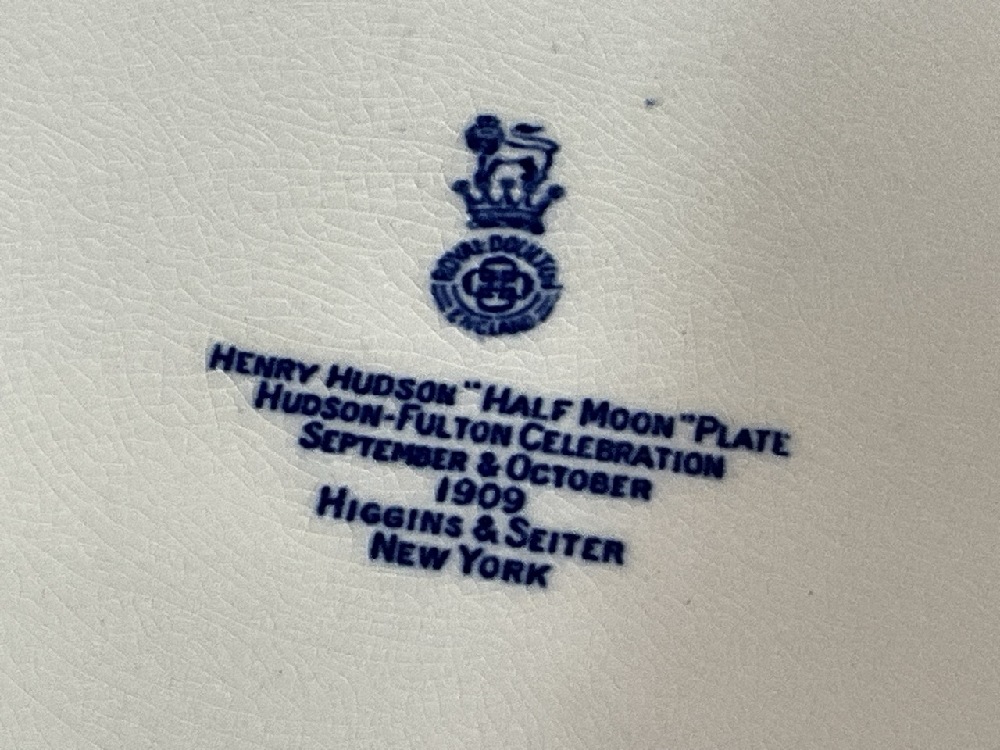 ROYAL DOULTON
ENGLAND
HENRY HUDSON "HALF MOON" PLATE
HUDSON-FULTON CELEBRATION
SEPTEMBER & OCTOBER
1909
HIGGINS & SEITER
NEW YORK